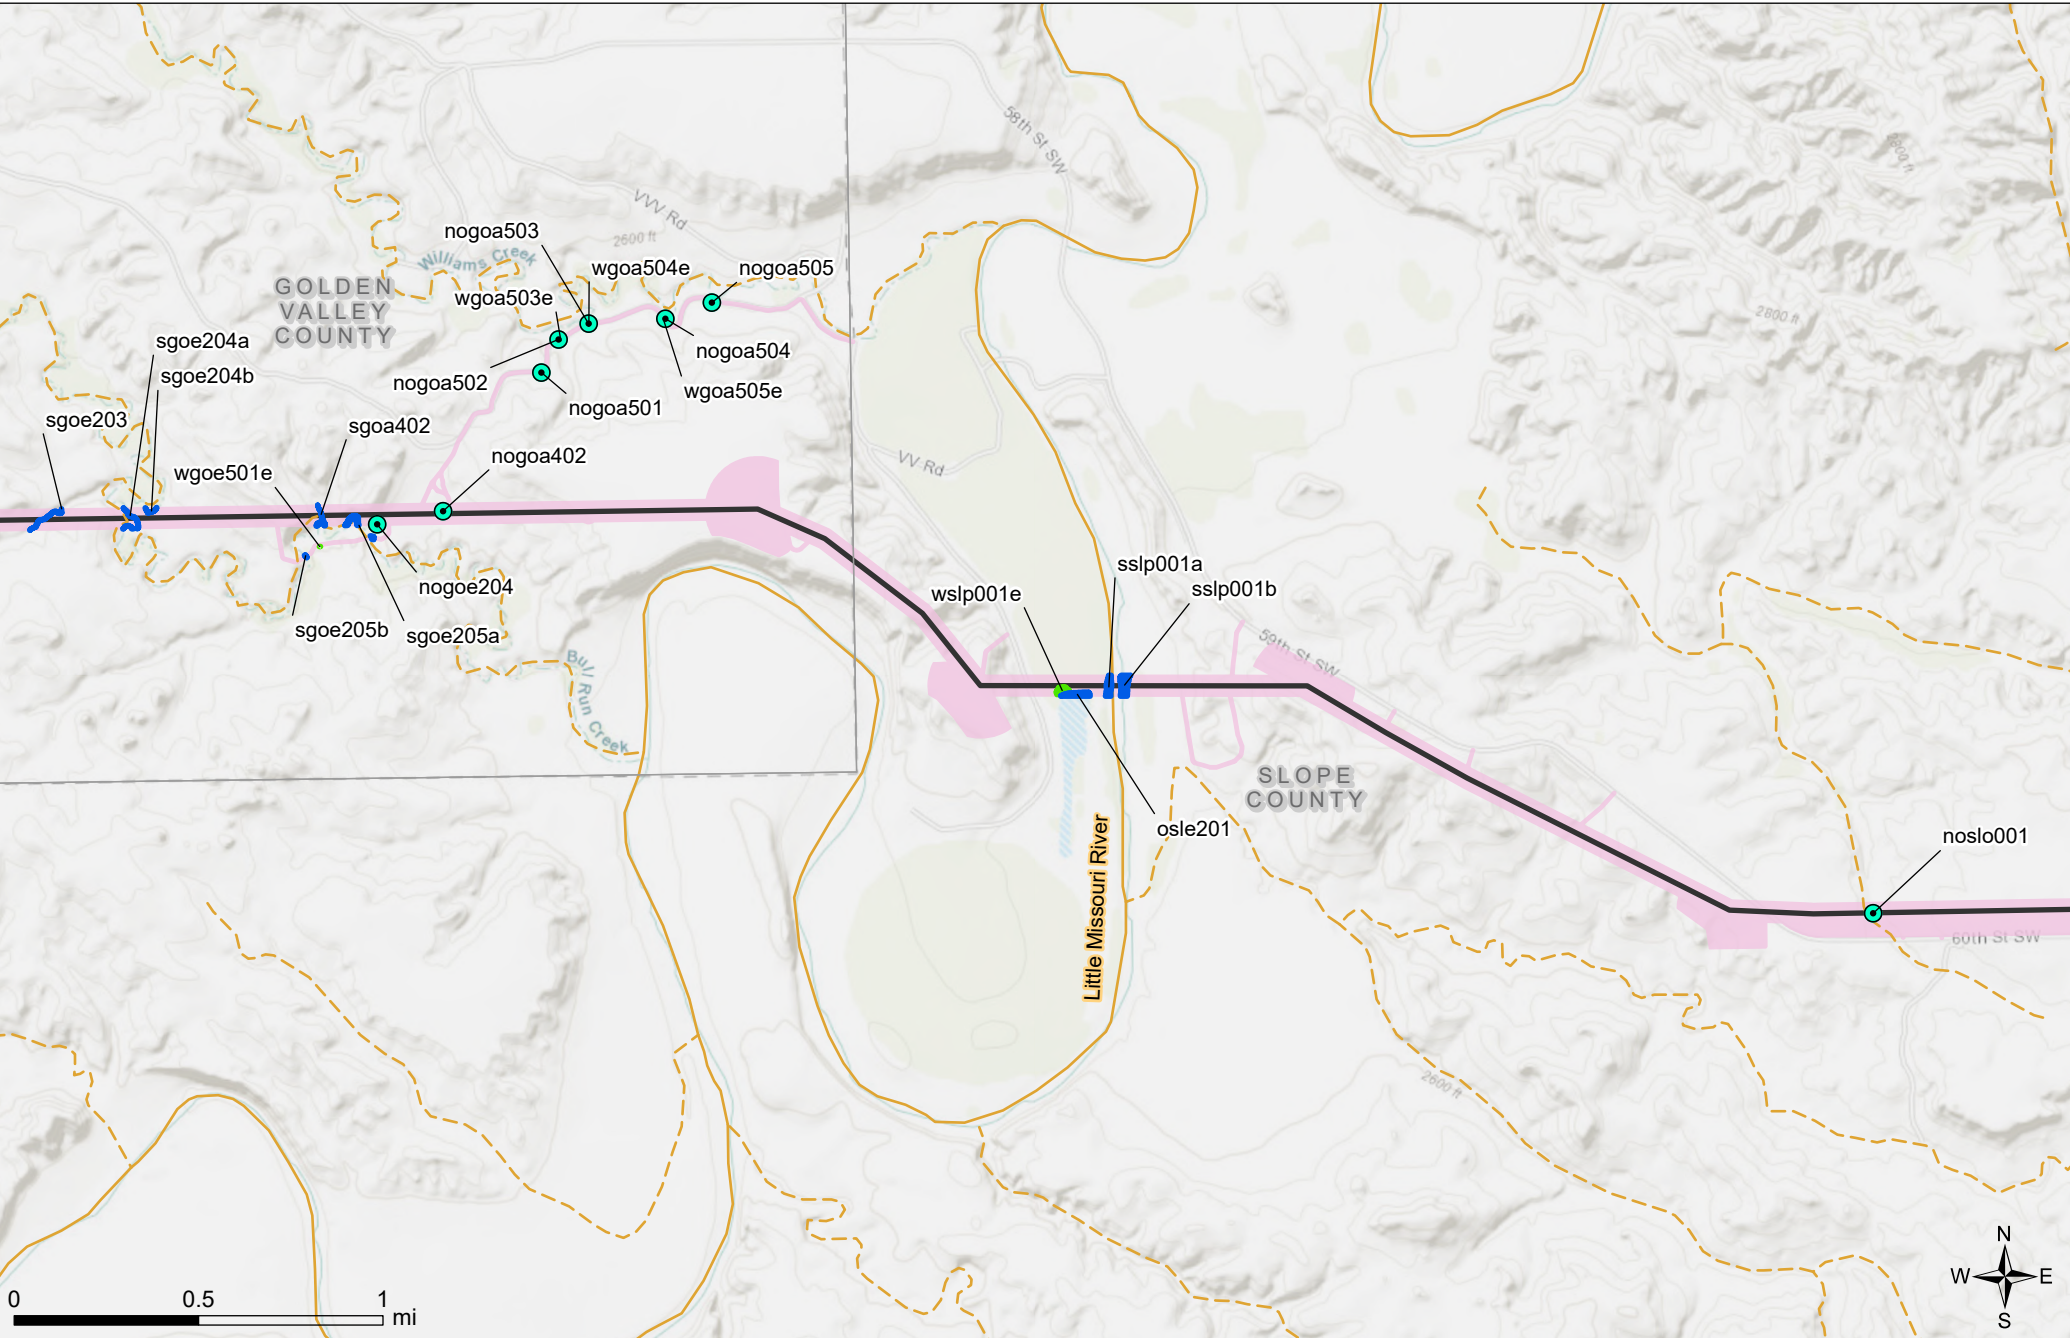 58th St SW
2800 ft
VVV Rd
nogoa503
2600 ft
Williams Creek
wgoa504e
nogoa505
GOLDEN
VALLEY
COUNTY
wgoa503e
sgoe204a
nogoa504
sgoe204b
nogoa502
wgoa505e
nogoa501
2800 ft
sgoe203
sgoa402
nogoa402
wgoe501e
VV Rd
nogoe204
sgoe205b
sgoe205a
Bull Run Creek
wslp001e
sslp001a
sslp001b
59th St SW
SLOPE
COUNTY
osle201
Little Missouri River
noslo001
60th St SW
2600 ft
0 0.5 1
mi
N
W E
S